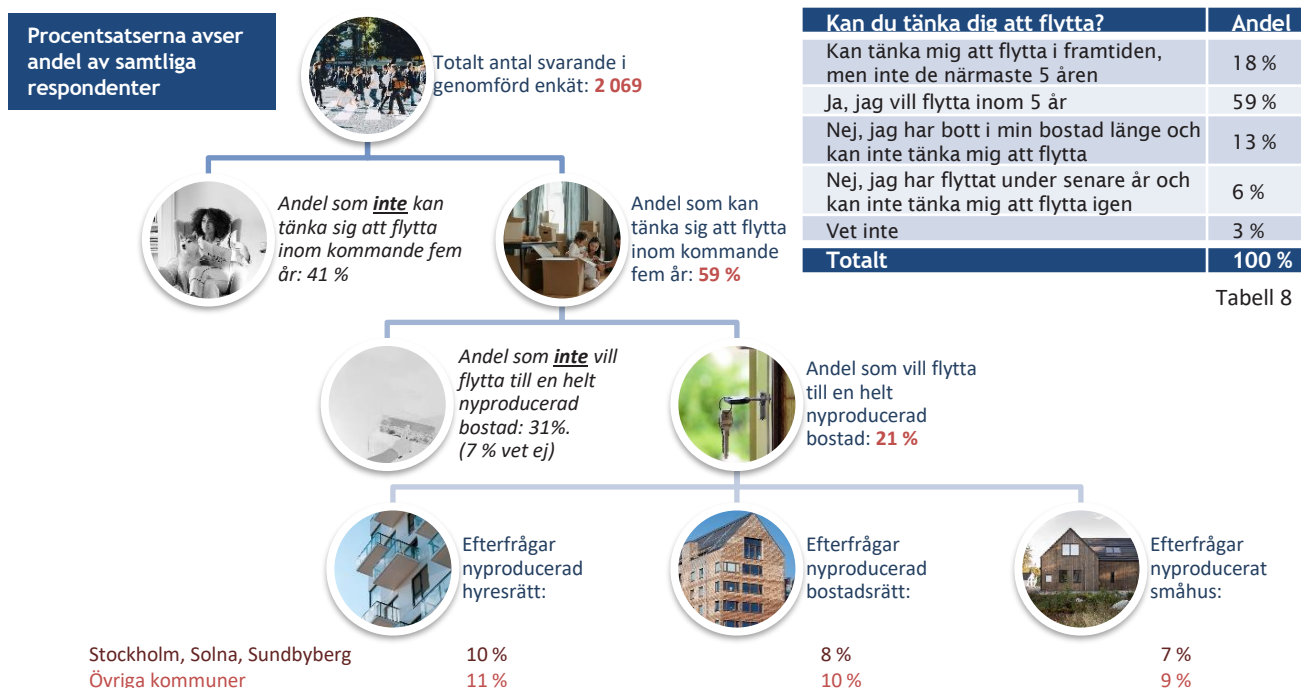 Procentsatserna avser
andel av samtliga
respondenter
Totalt antal svarande i
genomförd enkät: 2 069
Kan du tänka dig att flytta? Andel
Kan tänka mig att flytta i framtiden,
men inte de närmaste 5 åren
18 %
Ja, jag vill flytta inom 5 år 59 %
Nej, jag har bott i min bostad länge och
kan inte tänka mig att flytta
13 %
Nej, jag har flyttat under senare år och
kan inte tänka mig att flytta igen
6 %
Vet inte 3 %
Totalt 100 %
Tabell 8
Andel som inte kan
tänka sig att flytta
inom kommande fem
år: 41 %
Andel som kan
tänka sig att flytta
inom kommande
fem år: 59 %
Andel som inte vill
flytta till en helt
nyproducerad
bostad: 31%.
(7 % vet ej)
Andel som vill flytta
till en helt
nyproducerad
bostad: 21 %
Efterfrågar
nyproducerad
hyresrätt:
Efterfrågar
nyproducerad
bostadsrätt:
Efterfrågar
nyproducerat
småhus:
Stockholm, Solna, Sundbyberg 10 % 8 % 7 %
Övriga kommuner 11 % 10 % 9 %